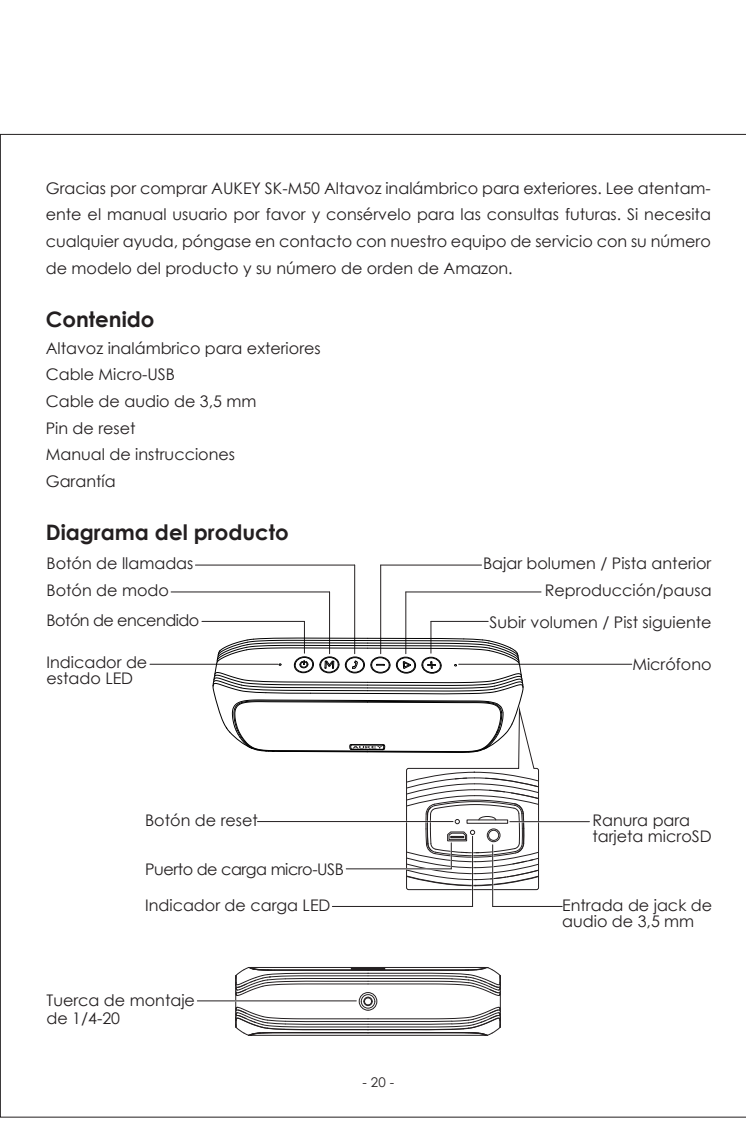 Gracias por comprar AUKEY SK-M50 Altavoz inalámbrico para exteriores. Lee atentam-
ente el manual usuario por favor y consérvelo para las consultas futuras. Si necesita
cualquier ayuda, póngase en contacto con nuestro equipo de servicio con su número
de modelo del producto y su número de orden de Amazon.
Contenido
Altavoz inalámbrico para exteriores
Cable Micro-USB
Cable de audio de 3,5 mm
Pin de reset
Manual de instrucciones
Garantía
Diagrama del producto
Botón de llamadas
Bajar bolumen / Pista anterior
Botón de modo
Reproducción/pausa
Botón de encendido
Subir volumen / Pist siguiente
Indicador de
estado LED
M
Micrófono
AUKEY
Botón de reset
Ranura para
tarjeta microSD
Puerto de carga micro-USB
Indicador de carga LED
Entrada de jack de
audio de 3,5 mm
Tuerca de montaje
de 1/4-20
- 20 -